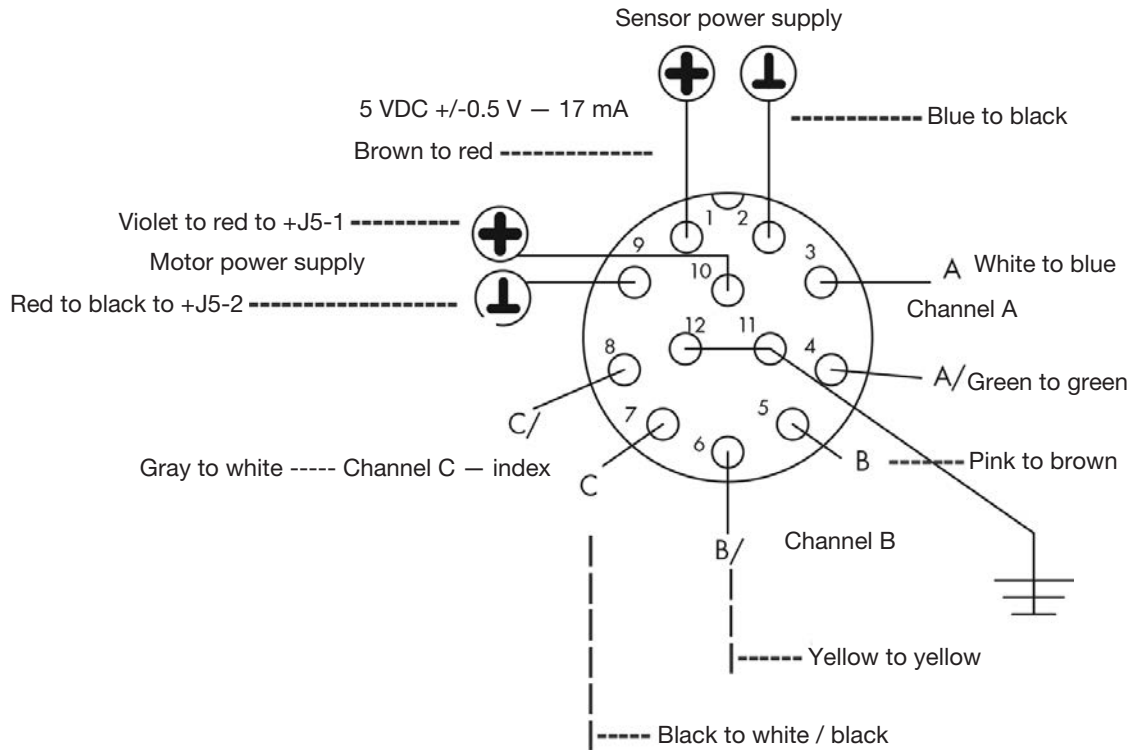 Sensor power supply
5 VDC +/-0.5 V — 17 mA
Blue to black
Brown to red
Violet to red to +J5-1
Motor power supply
Red to black to +J5-2
1
2
9
3
10
A
White to blue
Channel A
12
11
8
4
A/
Green to green
C/
7
5
6
B
Pink to brown
Gray to white ----- Channel C — index
C
B/
Channel B
Yellow to yellow
Black to white / black